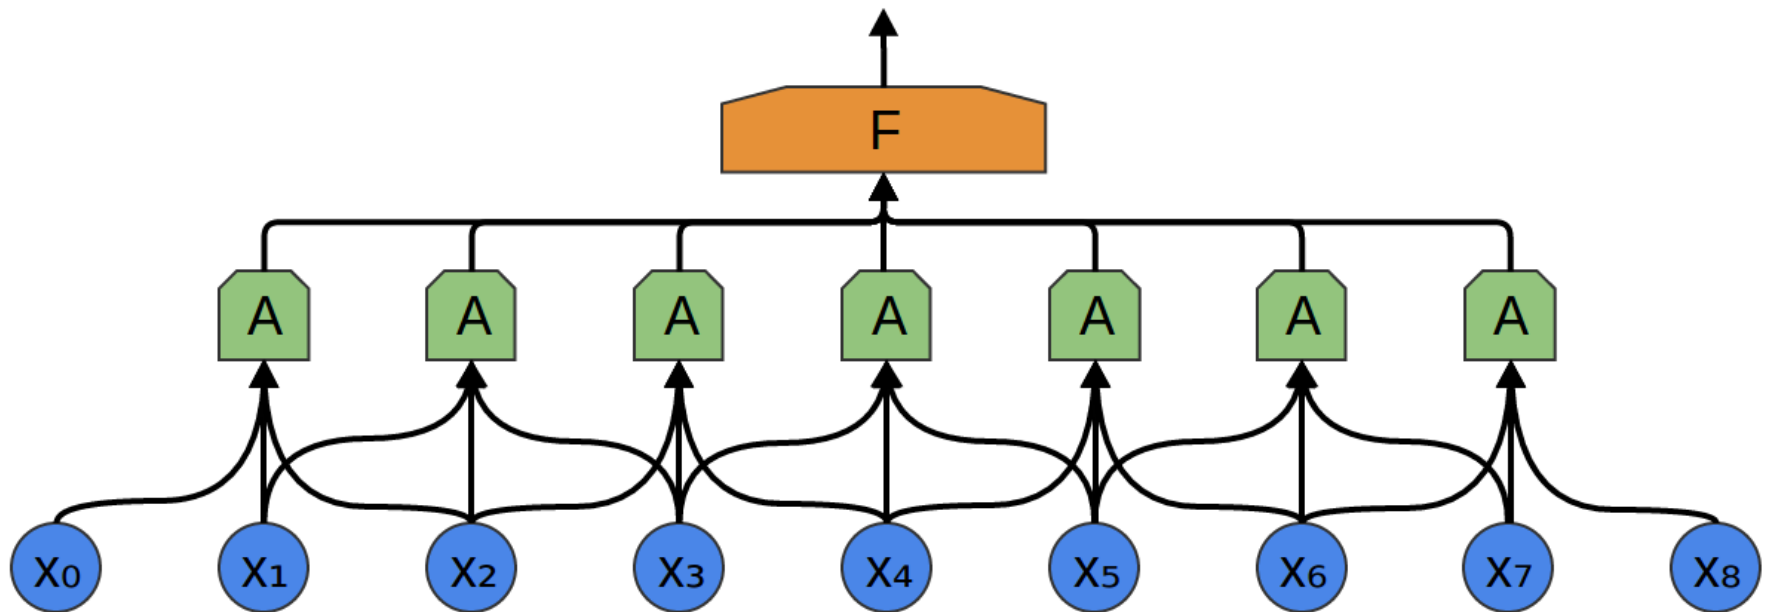 F
A A A A A A A
x₀ x₁ x₂ x₃ x₄ x₅ x₆ x₇ x₈